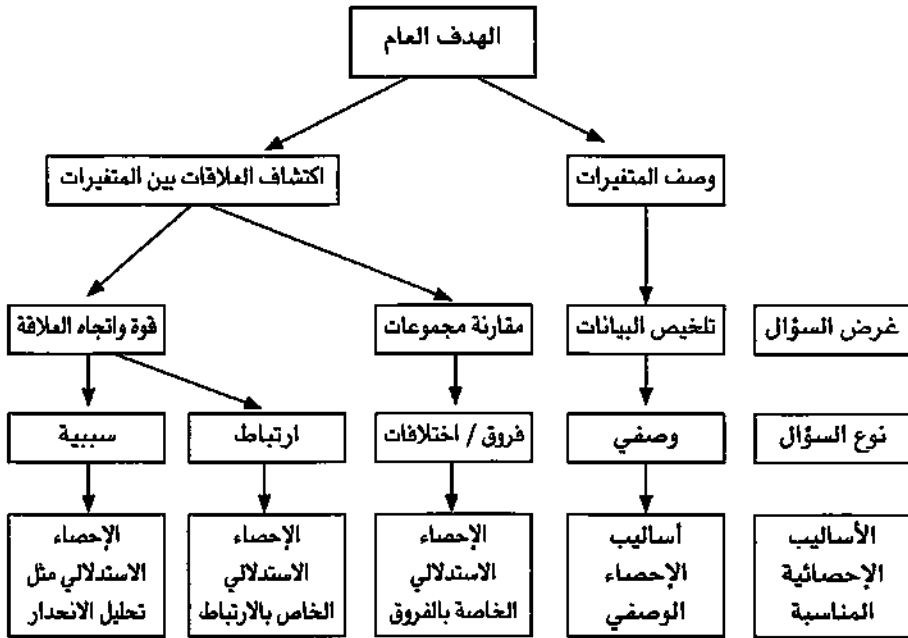 الهدف العام
وصف المتغيرات
اكتشاف العلاقات بين المتغيرات
غرض السؤال
تلخيص البيانات
مقارنة مجموعات
قوة واتجاه العلاقة
نوع السؤال
وصفي
فروق / اختلافات
ارتباط
سببية
الأساليب
الإحصائية
المناسبة
أساليب
الإحصاء
الوصفي
الإحصاء
الاستدلالي
الخاصة بالفروق
الإحصاء
الاستدلالي
الخاص بالارتباط
الإحصاء
الاستدلالي مثل
تحليل الانحدار